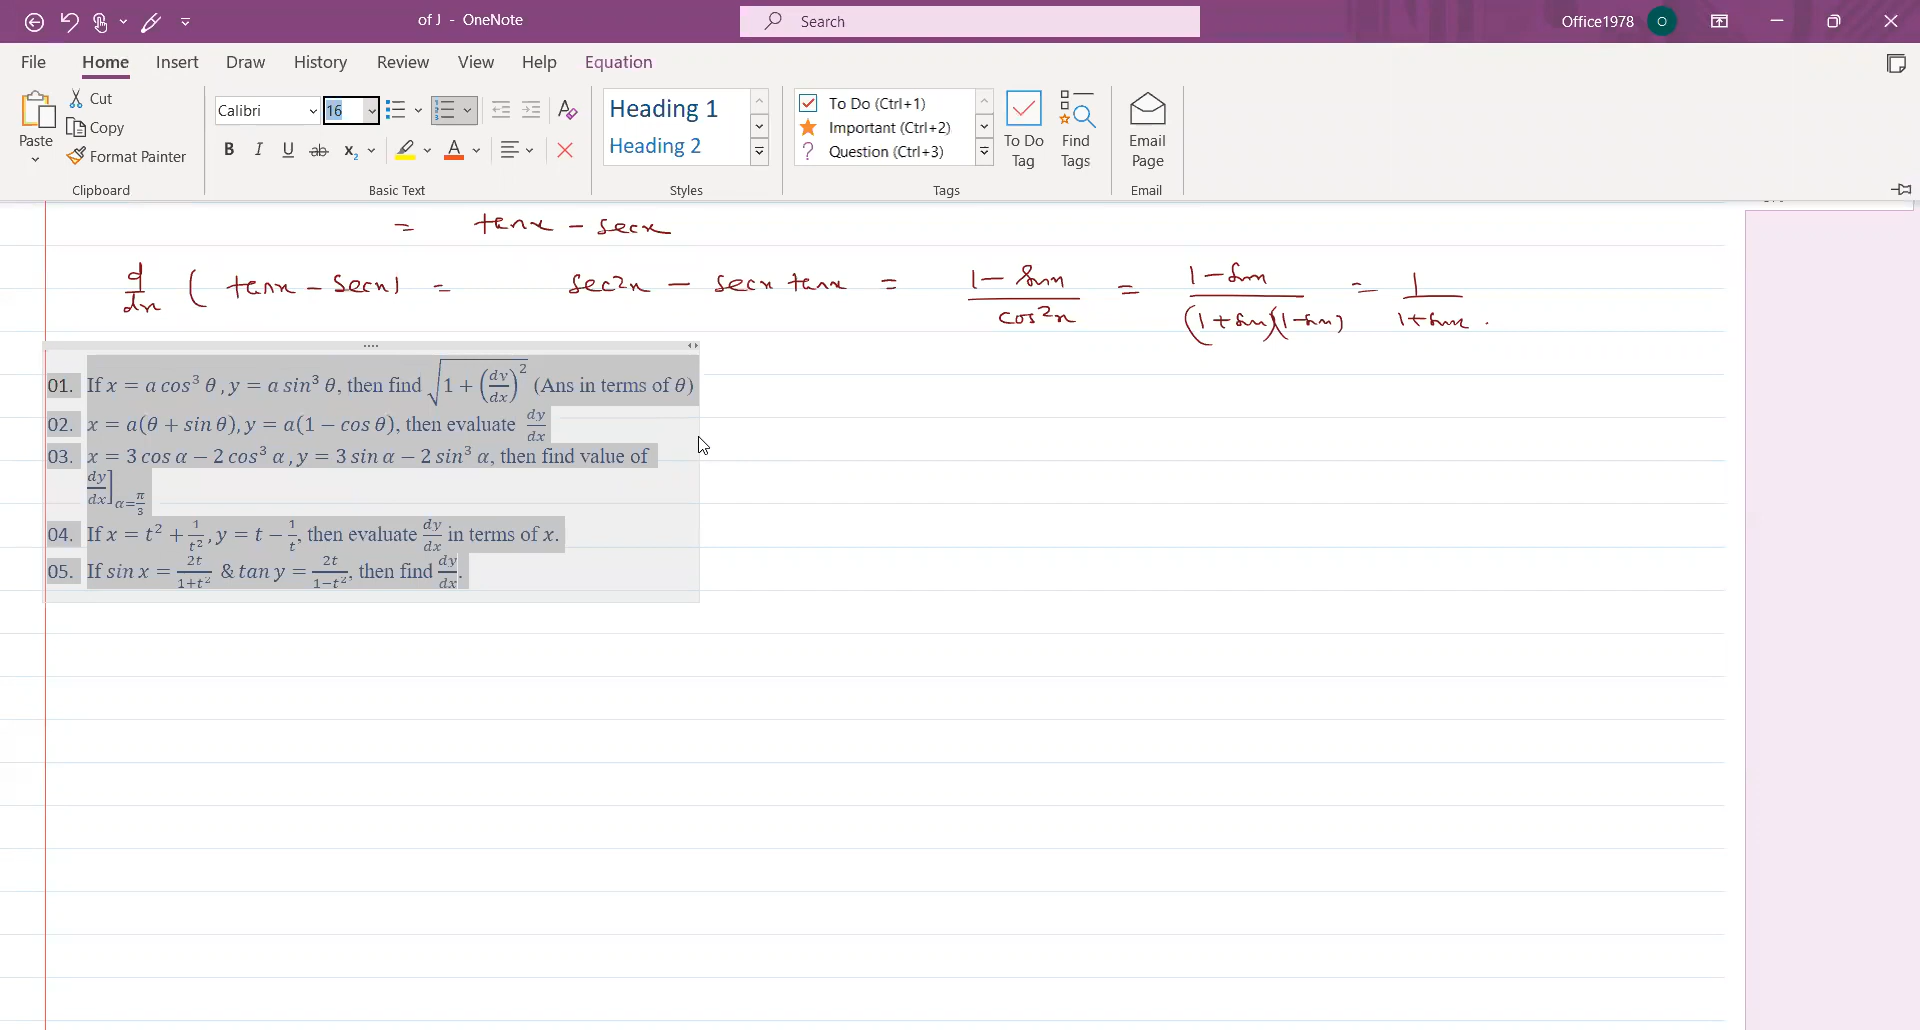 of J - OneNote
Search
Office1978 O
File Home Insert Draw History Review View Help Equation
Paste Cut Copy Format Painter
Clipboard
Calibri 16
B I U ab x₂ A
Basic Text
Heading 1
Heading 2
Styles
To Do (Ctrl+1)
Important (Ctrl+2)
Question (Ctrl+3)
Tags
To Do Tag
Find Tags
Email Page
Email
= tanx - secx
d/dx ( tanx - secx) = sec2x - secx tanx = (1 - sinx)/(cos²x) = (1 - sinx)/((1+sinx)(1-sinx)) = 1/(1+sinx) .
01. If x = a cos³ θ , y = a sin³ θ, then find √(1 + (dy/dx)²) (Ans in terms of θ)
02. x = a(θ + sin θ), y = a(1 − cos θ), then evaluate dy/dx
03. x = 3 cos α − 2 cos³ α , y = 3 sin α − 2 sin³ α, then find value of
dy/dx]α=π/3
04. If x = t² + 1/t² , y = t − 1/t, then evaluate dy/dx in terms of x.
05. If sin x = 2t/(1+t²) & tan y = 2t/(1−t²), then find dy/dx.